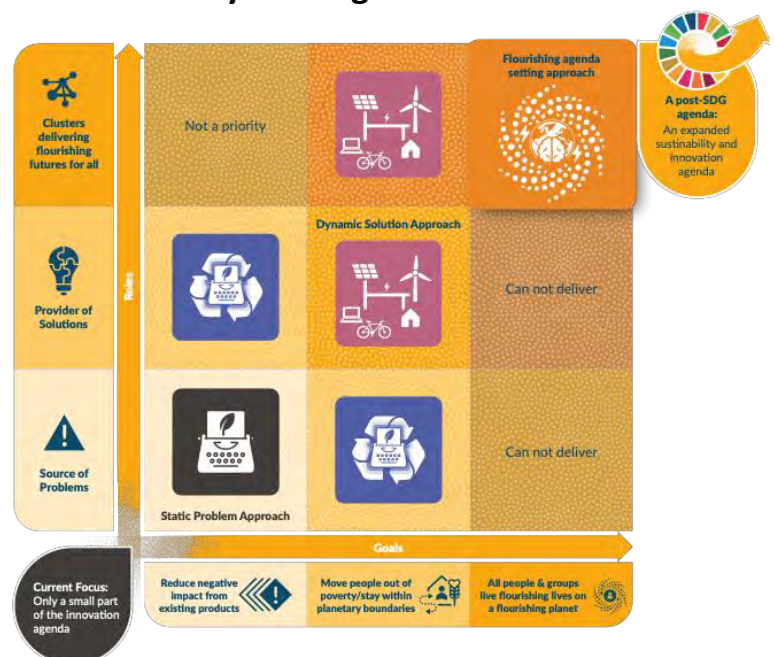 Flourishing agenda
setting approach
A post-SDG
agenda:
An expanded
sustinability and
innovation
agenda
Clusters
delivering
flourishing
futures for all
Not a priority
Dynamic Solution Approach
Provider of
Solutions
Roles
Can not deliver
Source of
Problems
Can not deliver
Static Problem Approach
Goals
Current Focus:
Only a small part
of the innovation
agenda
Reduce negative
impact from
existing products
Move people out of
poverty/stay within
planetary boundaries
All people & groups
live flourishing lives on
a flourishing planet